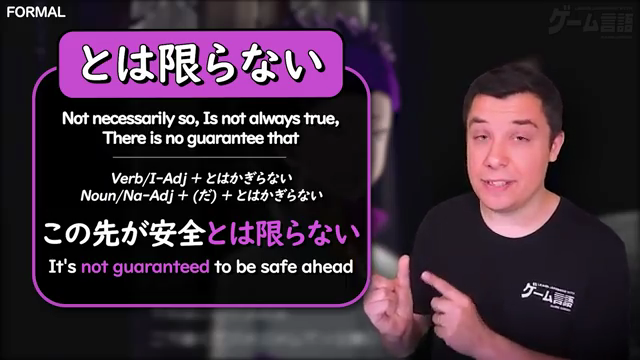 FORMAL
ゲーム言語
とは限らない
Not necessarily so, Is not always true,
There is no guarantee that
Verb/I-Adj + とはかぎらない
Noun/Na-Adj + (だ) + とはかぎらない
この先が安全とは限らない
It's not guaranteed to be safe ahead
ゲーム言語